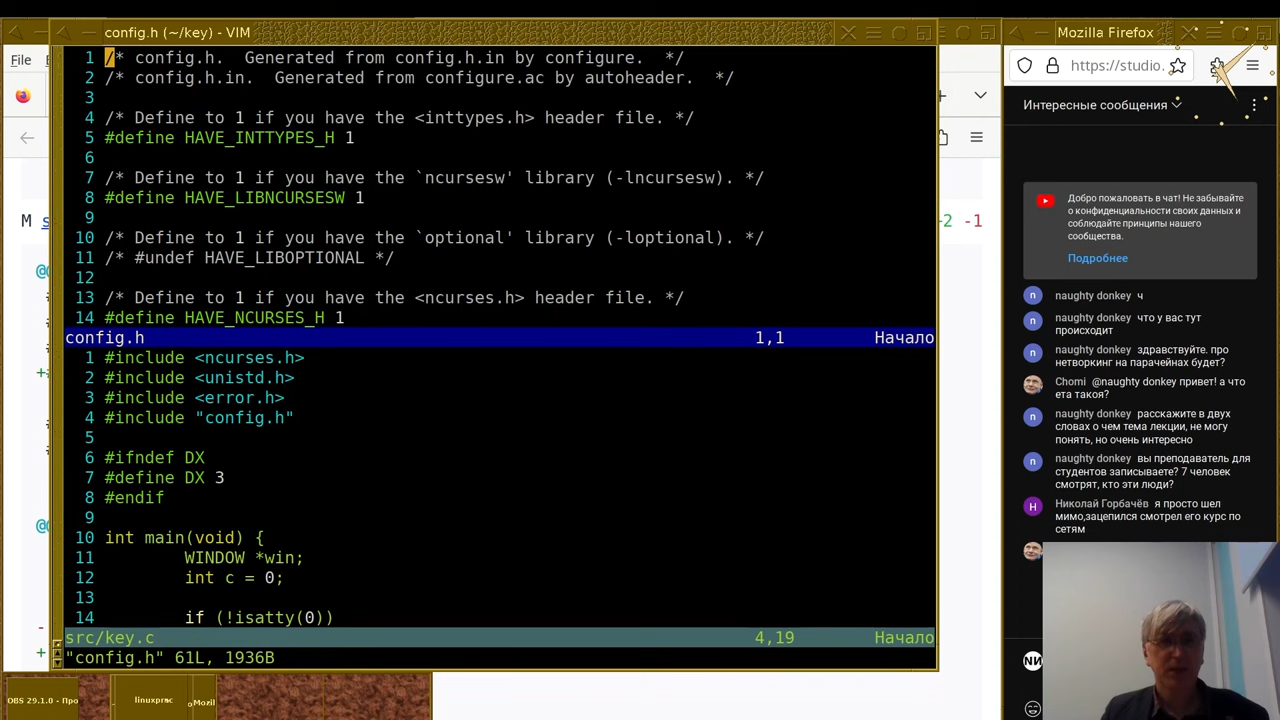 config.h (~/key) - VIM
Mozilla Firefox
File
https://studio.
1 /* config.h.  Generated from config.h.in by configure.  */
2 /* config.h.in.  Generated from configure.ac by autoheader.  */
3
4 /* Define to 1 if you have the <inttypes.h> header file. */
5 #define HAVE_INTTYPES_H 1
6
7 /* Define to 1 if you have the `ncursesw' library (-lncursesw). */
8 #define HAVE_LIBNCURSESW 1
9
10 /* Define to 1 if you have the `optional' library (-loptional). */
11 /* #undef HAVE_LIBOPTIONAL */
12
13 /* Define to 1 if you have the <ncurses.h> header file. */
14 #define HAVE_NCURSES_H 1
config.h 1,1 Начало
1 #include <ncurses.h>
2 #include <unistd.h>
3 #include <error.h>
4 #include "config.h"
5
6 #ifndef DX
7 #define DX 3
8 #endif
9
10 int main(void) {
11         WINDOW *win;
12         int c = 0;
13
14         if (!isatty(0))
src/key.c 4,19 Начало
"config.h" 61L, 1936B
M s
+2 -1
Интересные сообщения
Добро пожаловать в чат! Не забывайте
о конфиденциальности своих данных и
соблюдайте принципы нашего
сообщества.
Подробнее
n naughty donkey ч
n naughty donkey что у вас тут
происходит
n naughty donkey здравствуйте. про
нетворкинг на парачейнах будет?
Chomi @naughty donkey привет! а что
ета такоя?
n naughty donkey расскажите в двух
словах о чем тема лекции, не могу
понять, но очень интересно
n naughty donkey вы преподаватель для
студентов записываете? 7 человек
смотрят, кто эти люди?
Н Николай Горбачёв я просто шел
мимо,зацепился смотрел его курс по
сетям
DBS 29.1.0 - Про
linuxprac
Mozil